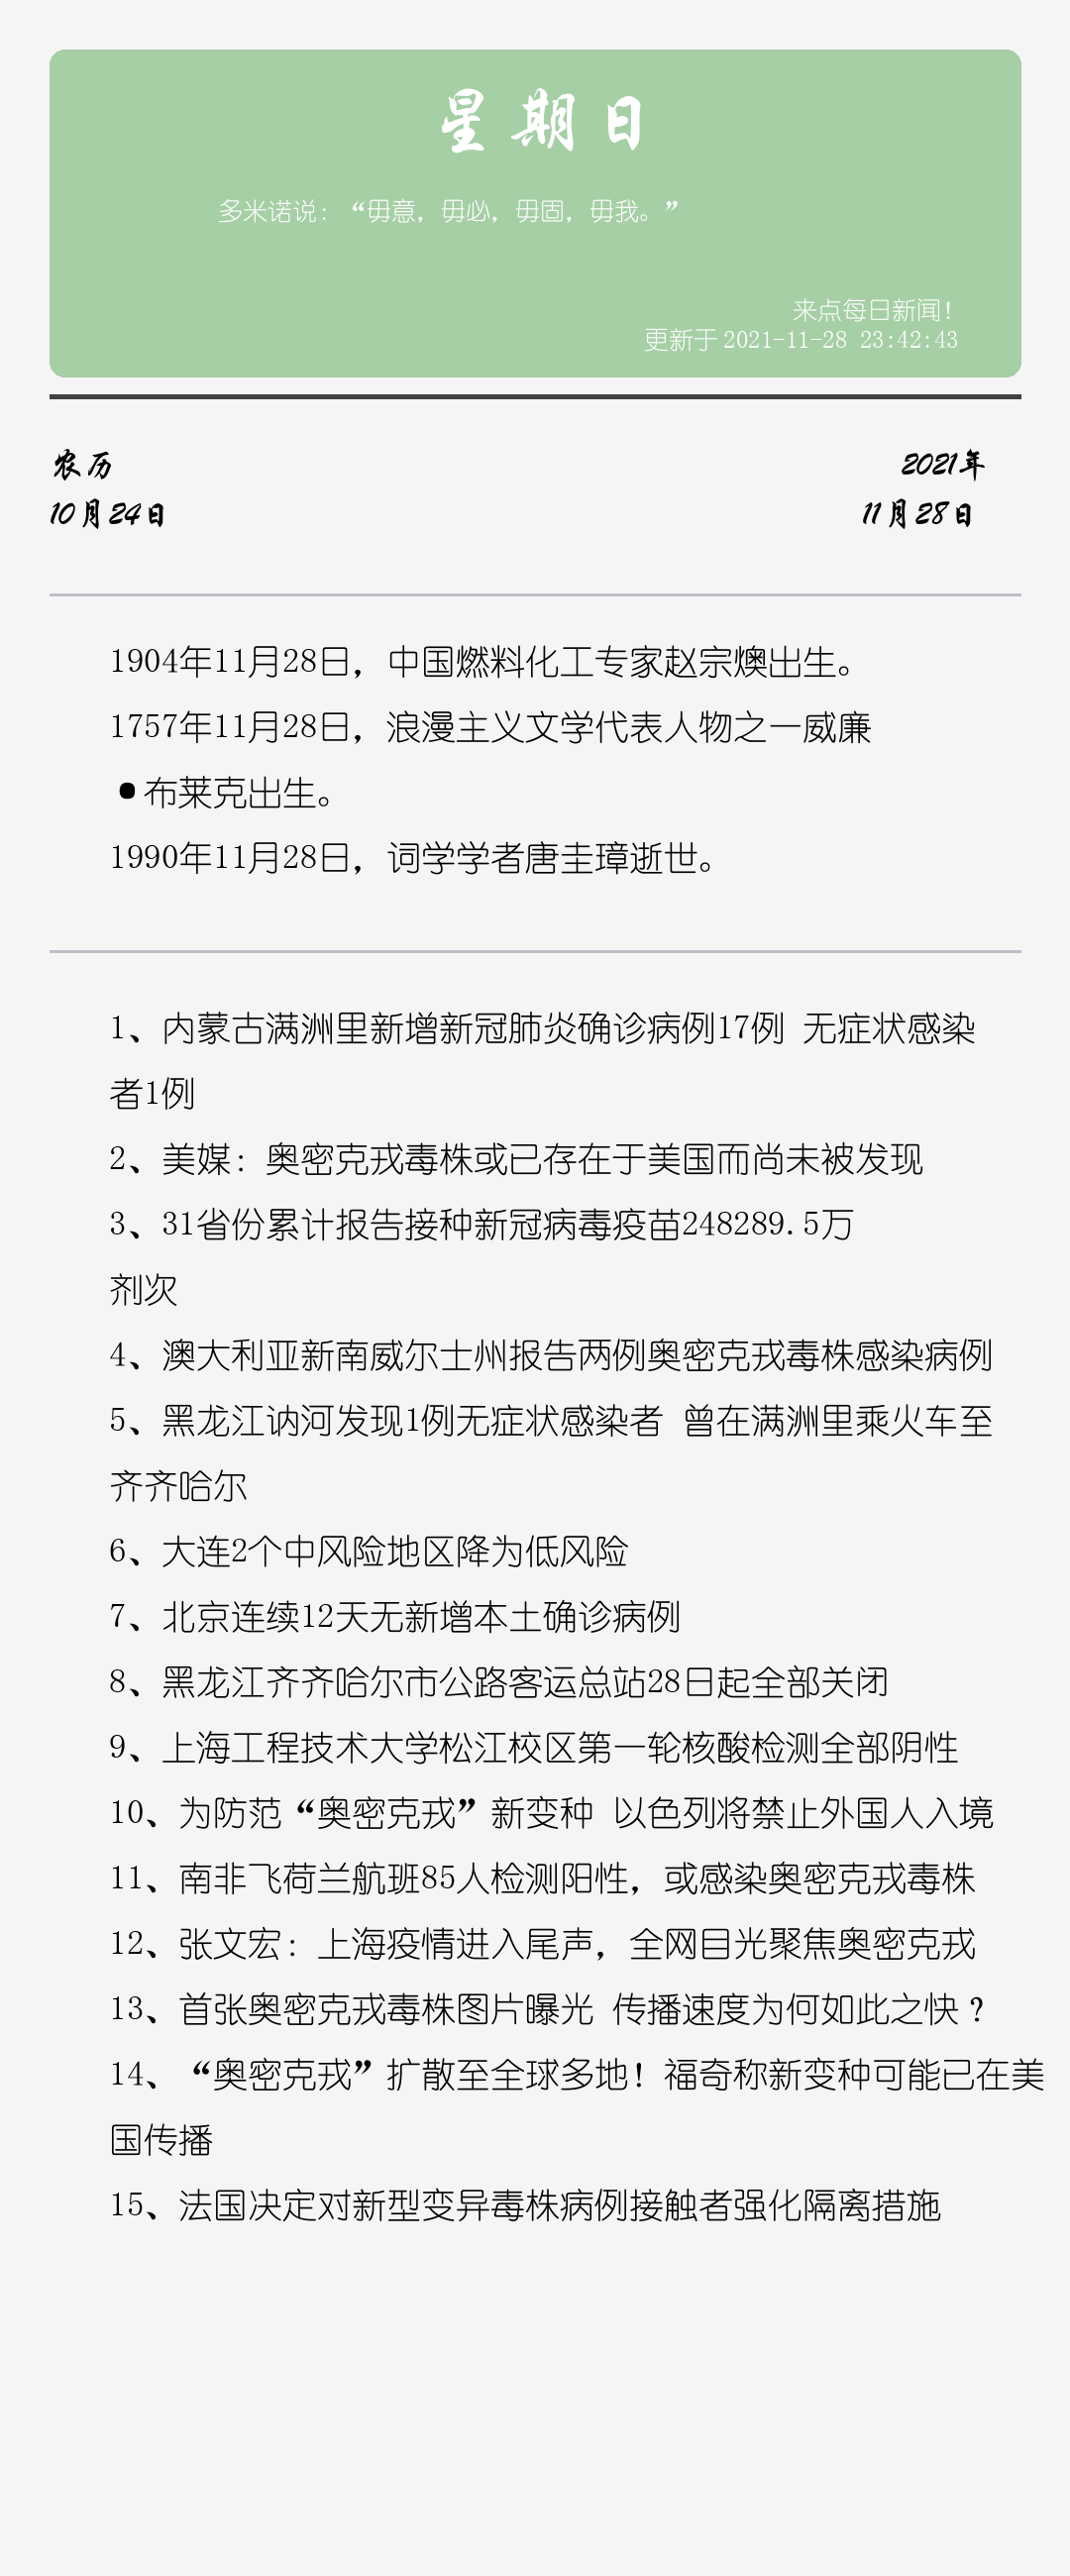 星期日
多米诺说：“毋意，毋必，毋固，毋我。”
来点每日新闻！
更新于2021-11-28 23:42:43
农历
10月24日
2021年
11月28日
1904年11月28日，中国燃料化工专家赵宗燠出生。
1757年11月28日，浪漫主义文学代表人物之一威廉
•布莱克出生。
1990年11月28日，词学学者唐圭璋逝世。
1、内蒙古满洲里新增新冠肺炎确诊病例17例 无症状感染
者1例
2、美媒：奥密克戎毒株或已存在于美国而尚未被发现
3、31省份累计报告接种新冠病毒疫苗248289.5万
剂次
4、澳大利亚新南威尔士州报告两例奥密克戎毒株感染病例
5、黑龙江讷河发现1例无症状感染者 曾在满洲里乘火车至
齐齐哈尔
6、大连2个中风险地区降为低风险
7、北京连续12天无新增本土确诊病例
8、黑龙江齐齐哈尔市公路客运总站28日起全部关闭
9、上海工程技术大学松江校区第一轮核酸检测全部阴性
10、为防范“奥密克戎”新变种 以色列将禁止外国人入境
11、南非飞荷兰航班85人检测阳性，或感染奥密克戎毒株
12、张文宏：上海疫情进入尾声，全网目光聚焦奥密克戎
13、首张奥密克戎毒株图片曝光 传播速度为何如此之快？
14、“奥密克戎”扩散至全球多地！福奇称新变种可能已在美
国传播
15、法国决定对新型变异毒株病例接触者强化隔离措施